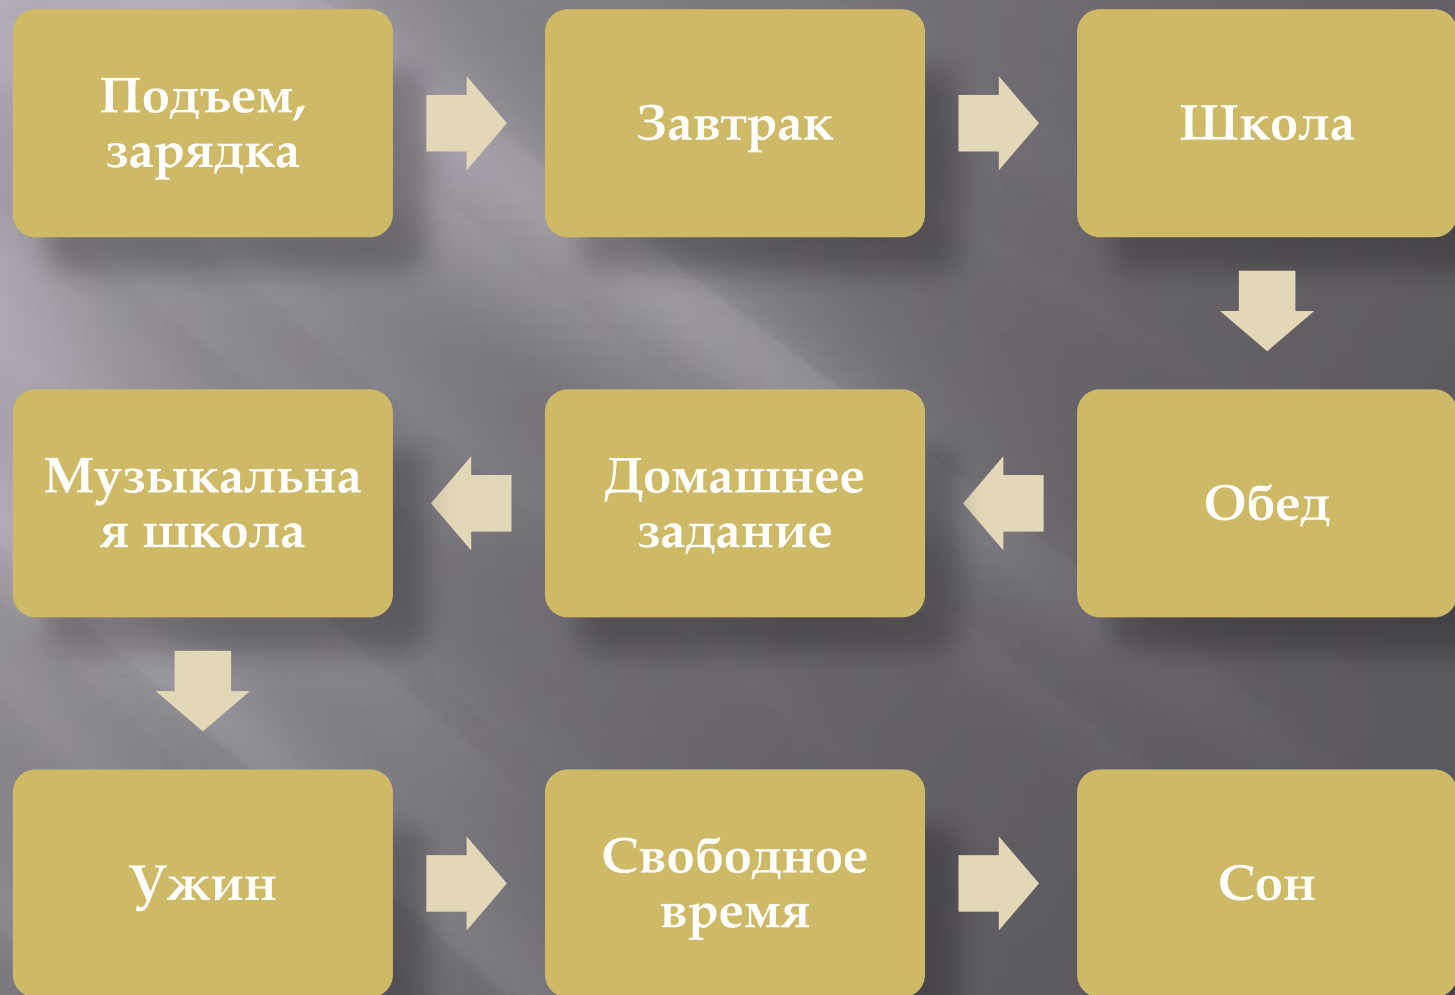 Подъем,
зарядка
Завтрак
Школа
Обед
Домашнее
задание
Музыкальна
я школа
Ужин
Свободное
время
Сон